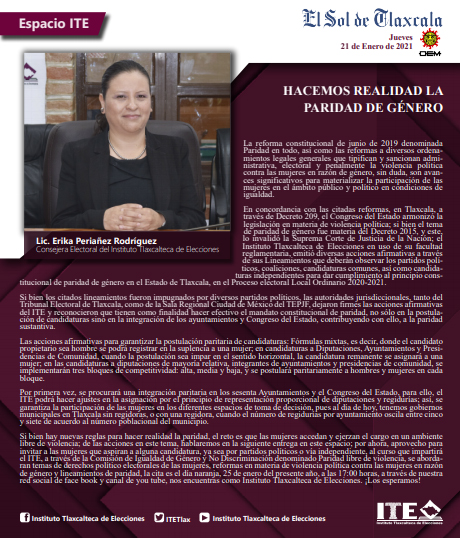 Espacio ITE
El Sol de Tlaxcala
Jueves
21 de Enero de 2021
OEM
HACEMOS REALIDAD LA
PARIDAD DE GÉNERO
La reforma constitucional de junio de 2019 denominada
Paridad en todo, así como las reformas a diversos ordena-
mientos legales generales que tipifican y sancionan admi-
nistrativa, electoral y penalmente la violencia política
contra las mujeres en razón de género, sin duda, son avan-
ces significativos para materializar la participación de las
mujeres en el ámbito público y político en condiciones de
igualdad.
En concordancia con las citadas reformas, en Tlaxcala, a
través de Decreto 209, el Congreso del Estado armonizó la
legislación en materia de violencia política; si bien el tema
de paridad de género fue materia del Decreto 2015, y este,
lo invalidó la Suprema Corte de Justicia de la Nación; el
Instituto Tlaxcalteca de Elecciones en uso de su facultad
reglamentaria, emitió diversas acciones afirmativas a través
de sus Lineamientos que deberán observar los partidos polí-
ticos, coaliciones, candidaturas comunes, así como candida-
turas independientes para dar cumplimiento al principio cons-
titucional de paridad de género en el Estado de Tlaxcala, en el Proceso electoral Local Ordinario 2020-2021.
Lic. Erika Periañez Rodríguez
Consejera Electoral del Instituto Tlaxcalteca de Elecciones
Si bien los citados lineamientos fueron impugnados por diversos partidos políticos, las autoridades jurisdiccionales, tanto del
Tribunal Electoral de Tlaxcala, como de la Sala Regional Ciudad de México del TEPJF, dejaron firmes las acciones afirmativas
del ITE y reconocieron que tienen como finalidad hacer efectivo el mandato constitucional de paridad, no sólo en la postula-
ción de candidaturas sino en la integración de los ayuntamientos y Congreso del Estado, contribuyendo con ello, a la paridad
sustantiva.
Las acciones afirmativas para garantizar la postulación paritaria de candidaturas: Fórmulas mixtas, es decir, donde el candidato
propietario sea hombre se podrá registrar en la suplencia a una mujer; en candidaturas a Diputaciones, Ayuntamientos y Presi-
dencias de Comunidad, cuando la postulación sea impar en el sentido horizontal, la candidatura remanente se asignará a una
mujer; en las candidaturas a diputaciones de mayoría relativa, integrantes de ayuntamientos y presidencias de comunidad, se
implementarán tres bloques de competitividad: alta, media y baja, y se postulará paritariamente a hombres y mujeres en cada
bloque.
Por primera vez, se procurará una integración paritaria en los sesenta Ayuntamientos y el Congreso del Estado, para ello, el
ITE podrá hacer ajustes en la asignación por el principio de representación proporcional de diputaciones y regidurías; así, se
garantiza la participación de las mujeres en los diferentes espacios de toma de decisión, pues al día de hoy, tenemos gobiernos
municipales en Tlaxcala sin regidoras, o con una regidora, cuando el número de regidurías por ayuntamiento oscila entre cinco
y siete de acuerdo al número poblacional del municipio.
Si bien hay nuevas reglas para hacer realidad la paridad, el reto es que las mujeres accedan y ejerzan el cargo en un ambiente
libre de violencia; de las acciones en este tema, hablaremos en la siguiente entrega en este espacio; por ahora, aprovecho para
invitar a las mujeres que aspiran a alguna candidatura, ya sea por partidos políticos o vía independiente, al curso que impartirá
el ITE, a través de la Comisión de Igualdad de Género y No Discriminación denominado Paridad libre de violencia, se aborda-
ran temas de derechos político electorales de las mujeres, reformas en materia de violencia política contra las mujeres en razón
de género y lineamientos de paridad, la cita es el día naranja, 25 de enero del presente año, a las 17:00 horas, a través de nuestra
red social de face book y canal de you tube, nos encuentras como Instituto Tlaxcalteca de Elecciones. ¡Los esperamos!
Instituto Tlaxcalteca de Elecciones
ITETlax
Instituto Tlaxcalteca de Elecciones
ITE
Instituto Tlaxcalteca de Elecciones